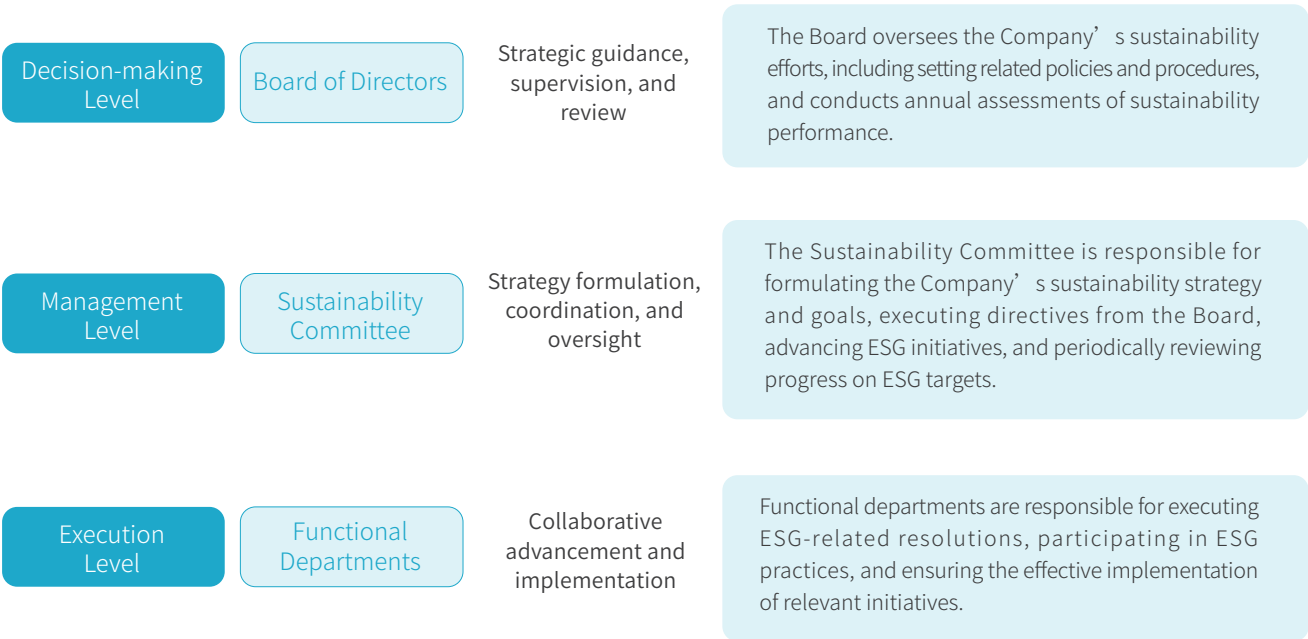 Decision-making
Level
Board of Directors
Strategic guidance,
supervision, and
review
The Board oversees the Company’s sustainability
efforts, including setting related policies and procedures,
and conducts annual assessments of sustainability
performance.
Management
Level
Sustainability
Committee
Strategy formulation,
coordination, and
oversight
The Sustainability Committee is responsible for
formulating the Company’s sustainability strategy
and goals, executing directives from the Board,
advancing ESG initiatives, and periodically reviewing
progress on ESG targets.
Execution
Level
Functional
Departments
Collaborative
advancement and
implementation
Functional departments are responsible for executing
ESG-related resolutions, participating in ESG
practices, and ensuring the effective implementation
of relevant initiatives.